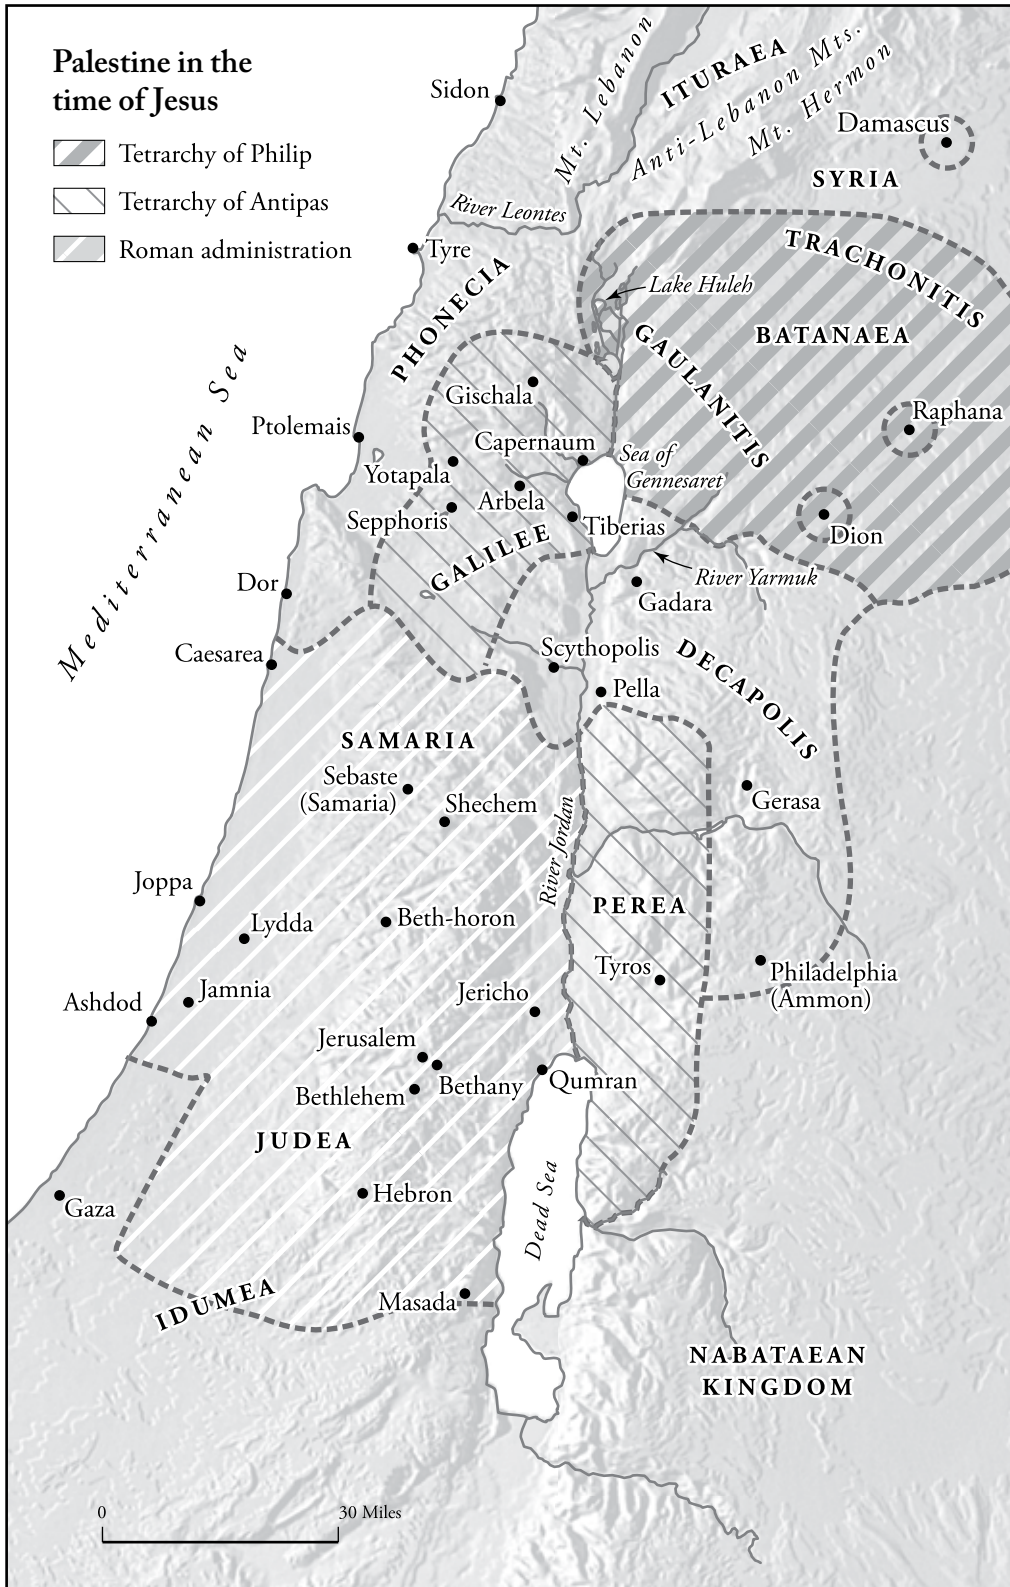 Palestine in the
time of Jesus
Tetrarchy of Philip
Tetrarchy of Antipas
Roman administration
Sidon
Mt. Lebanon
ITURAEA
Anti-Lebanon Mts.
Mt. Hermon
Damascus
SYRIA
River Leontes
Tyre
PHONECIA
Lake Huleh
TRACHONITIS
BATANAEA
GAULANITIS
Mediterranean Sea
Gischala
Raphana
Ptolemais
Capernaum
Sea of
Gennesaret
Yotapala
Arbela
Sepphoris
Tiberias
Dion
GALILEE
River Yarmuk
Dor
Gadara
Caesarea
Scythopolis
DECAPOLIS
Pella
SAMARIA
Sebaste
(Samaria)
Shechem
Gerasa
River Jordan
Joppa
PEREA
Lydda
Beth-horon
Tyros
Philadelphia
(Ammon)
Jamnia
Jericho
Ashdod
Jerusalem
Bethany
Qumran
Bethlehem
JUDEA
Dead Sea
Hebron
Gaza
IDUMEA
Masada
NABATAEAN
KINGDOM
0
30 Miles